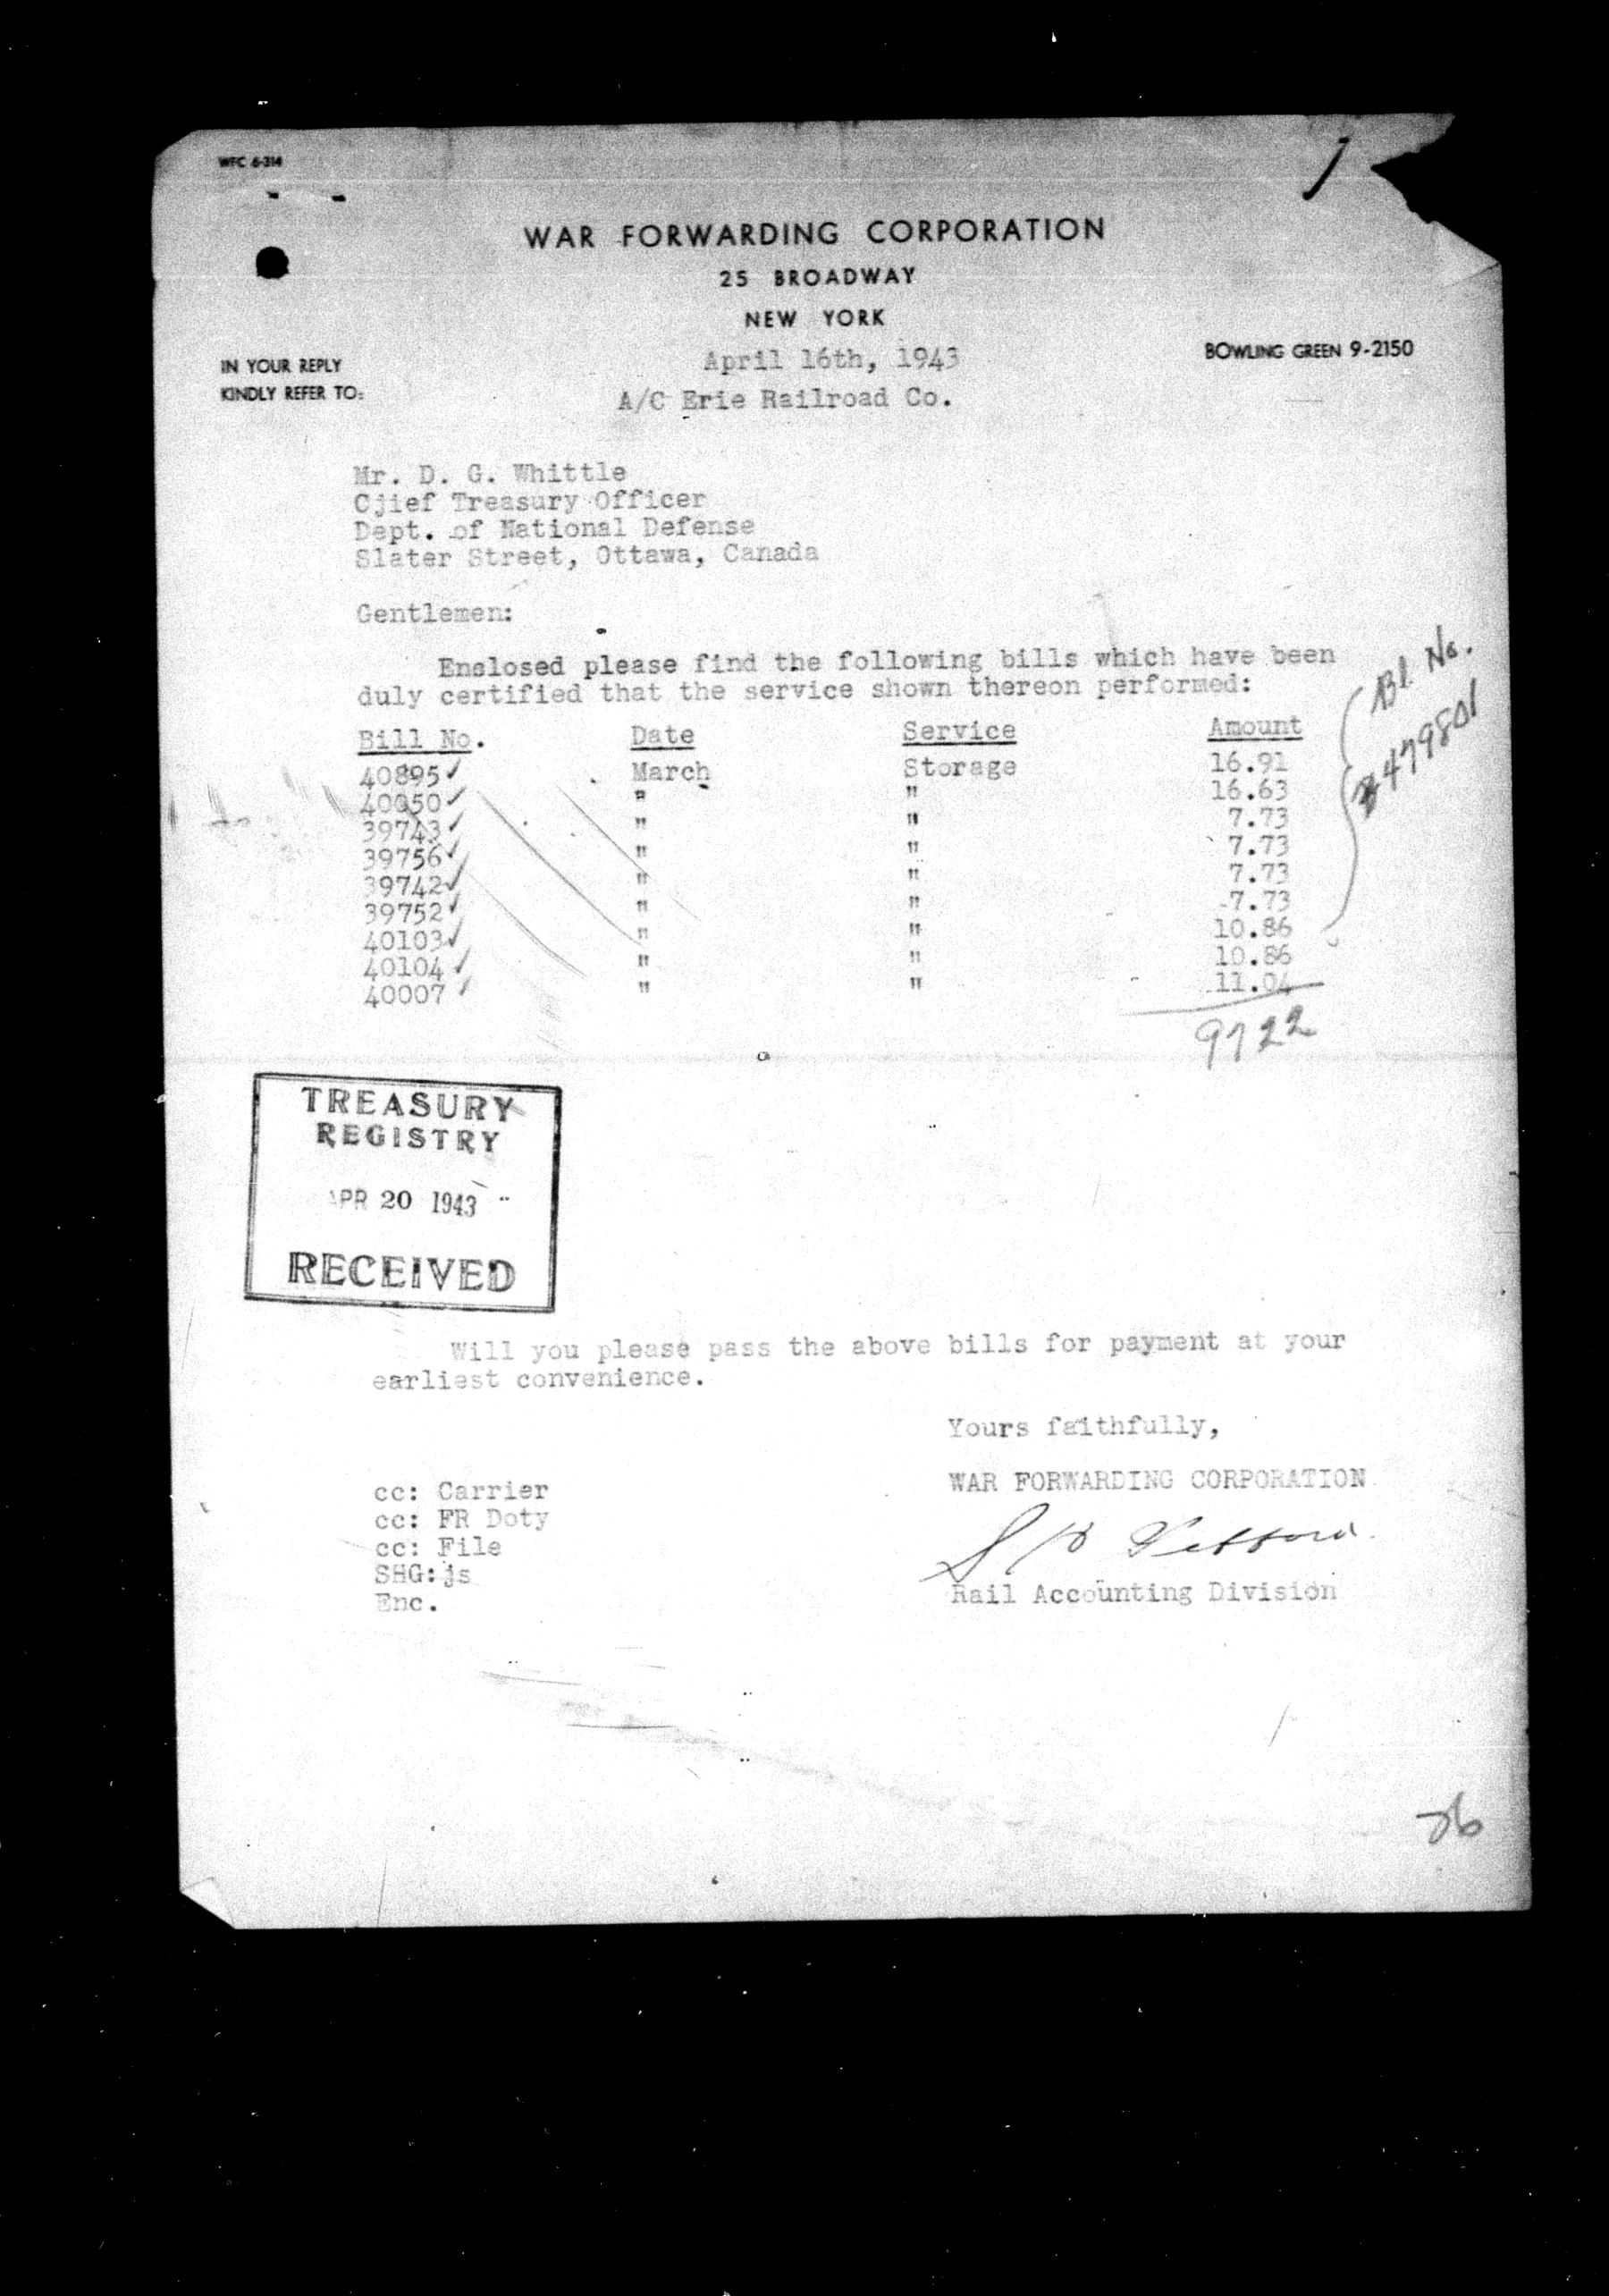 WFC 6-314
WAR FORWARDING CORPORATION
25 BROADWAY
NEW YORK
IN YOUR REPLY
KINDLY REFER TO:
April 16th, 1943
BOWLING GREEN 9-2150
A/C Erie Railroad Co.
Mr. D. G. Whittle
Cjief Treasury Officer
Dept. of National Defense
Slater Street, Ottawa, Canada
Gentlemen:
Enslosed please find the following bills which have been
duly certified that the service shown thereon performed:
Bl. No.
479801
Bill No. Date Service Amount
40895 ✓ March Storage 16.91
40050 ✓ " " 16.63
39743 ✓ " " 7.73
39756 ✓ " " 7.73
39742 ✓ " " 7.73
39752 ✓ " " 7.73
40103 ✓ " " 10.86
40104 ✓ " " 10.86
40007 ✓ " " 11.04
9722
TREASURY
REGISTRY
APR 20 1943
RECEIVED
Will you please pass the above bills for payment at your
earliest convenience.
Yours faithfully,
WAR FORWARDING CORPORATION
cc: Carrier
cc: FR Doty
cc: File
SHG:js
Enc.
Rail Accounting Division
26